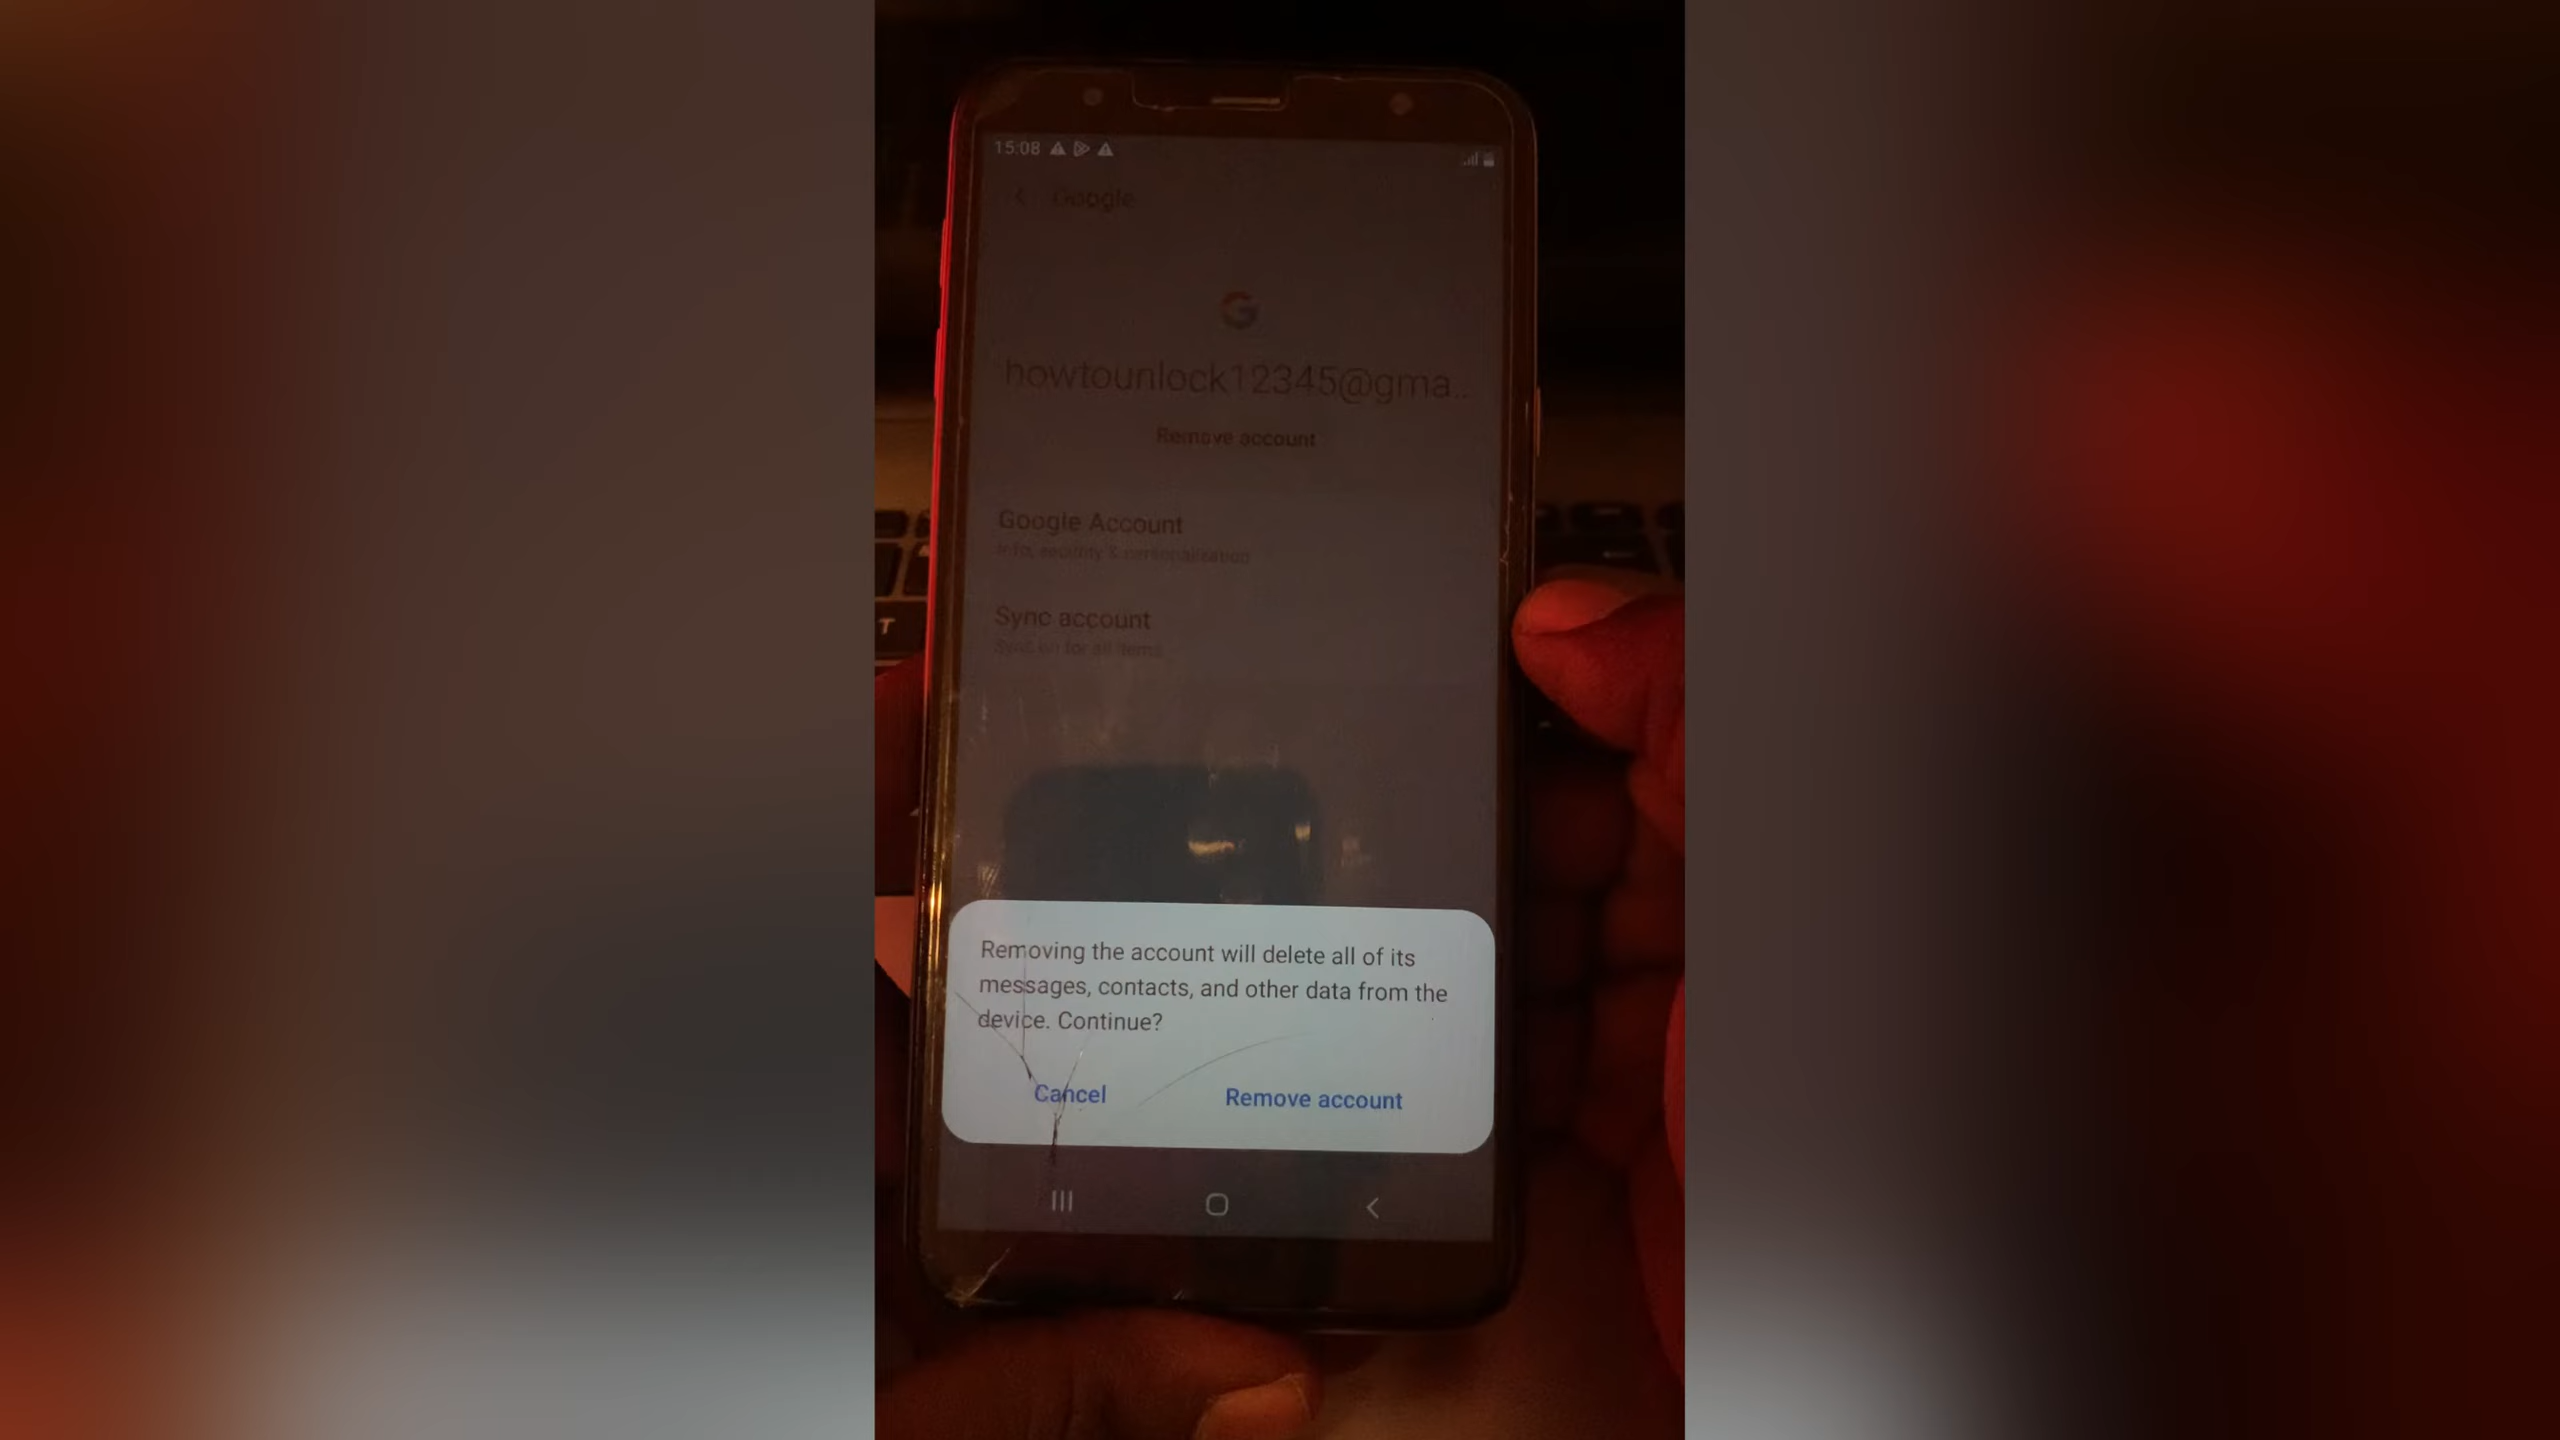 15:08
Google
G
howtounlock12345@gma..
Remove account
Google Account
Info, security & personalization
Sync account
Sync on for all items
T
Removing the account will delete all of its
messages, contacts, and other data from the
device. Continue?
Cancel
Remove account